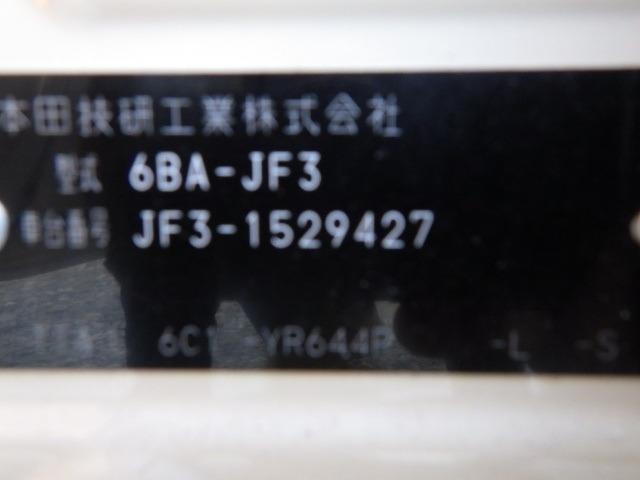 本田技研工業株式会社
型式 6BA-JF3
車台番号 JF3-1529427
-YR644P -L -S